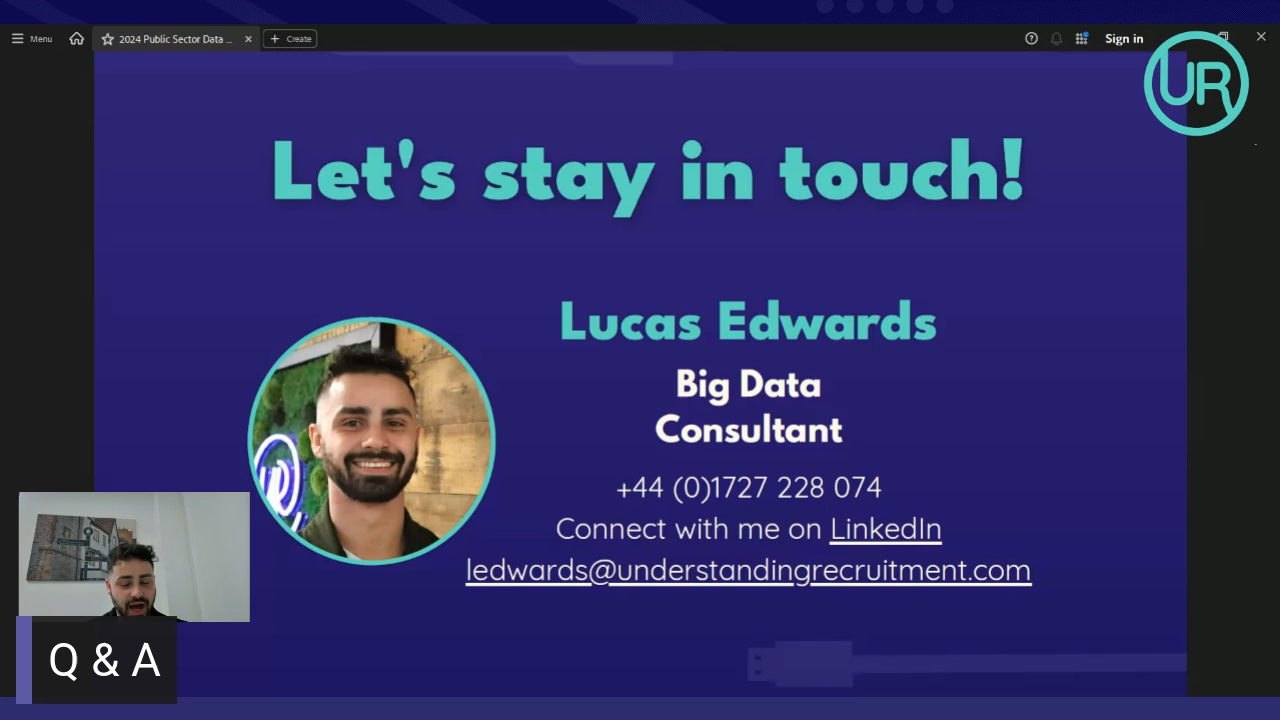 Menu
2024 Public Sector Data ...
Create
Sign in
UR
Let's stay in touch!
Lucas Edwards
Big Data
Consultant
+44 (0)1727 228 074
Connect with me on LinkedIn
ledwards@understandingrecruitment.com
UR
Q & A